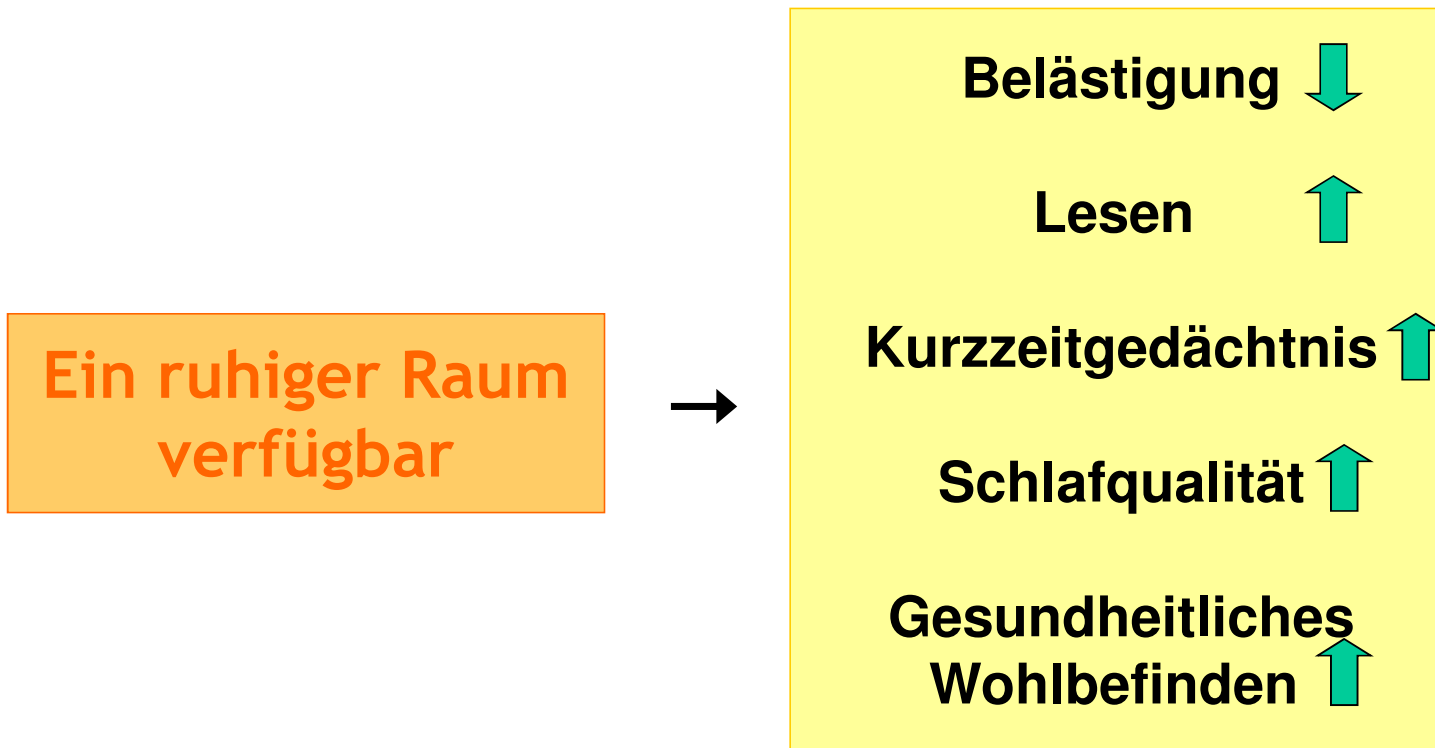 Ein ruhiger Raum
verfügbar
Belästigung
Lesen
Kurzzeitgedächtnis
Schlafqualität
Gesundheitliches
Wohlbefinden